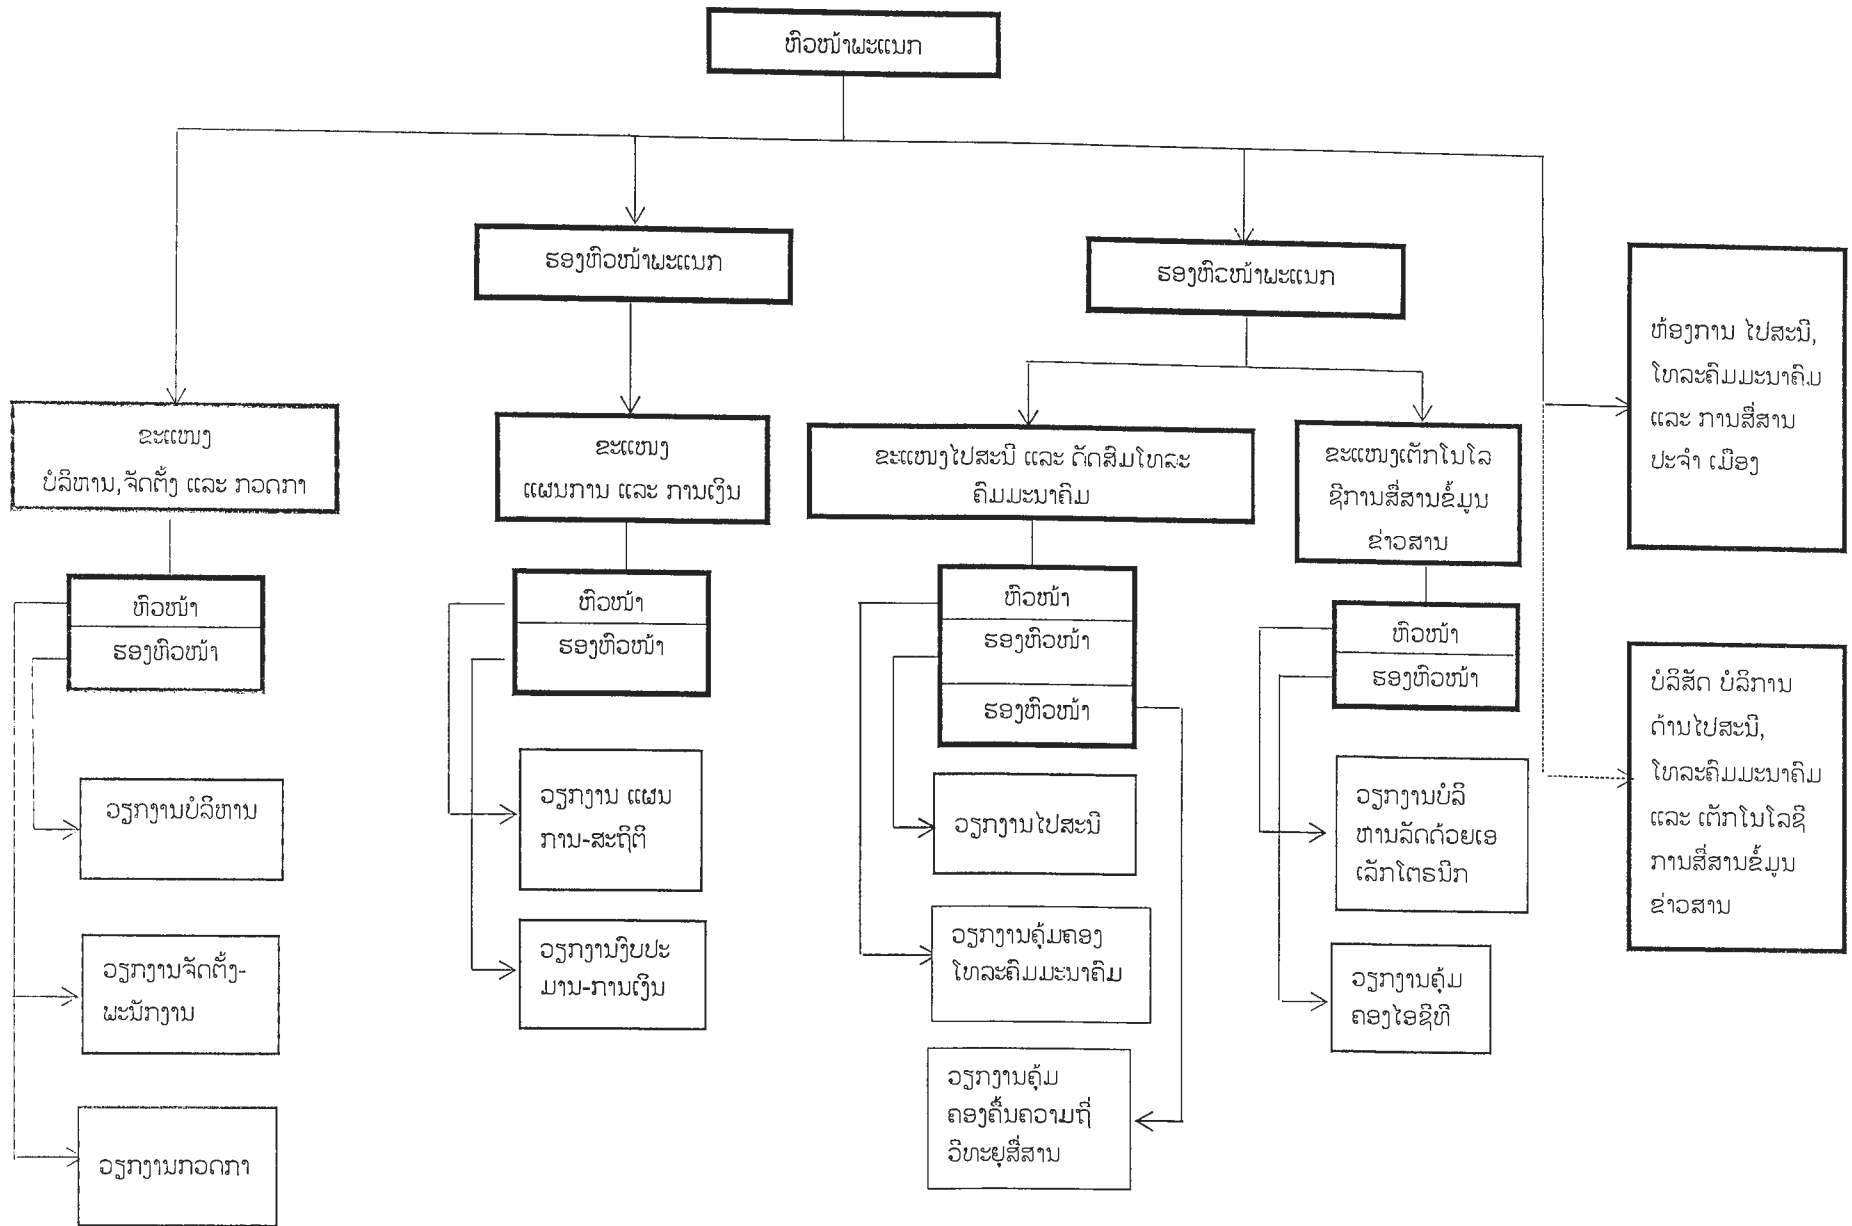 ຫົວໜ້າພະແນກ
ຮອງຫົວໜ້າພະແນກ
ຮອງຫົວໜ້າພະແນກ
ຂະແໜງ
ບໍລິຫານ,ຈັດຕັ້ງ ແລະ ກວດກາ
ຫົວໜ້າ
ຮອງຫົວໜ້າ
ວຽກງານບໍລິຫານ
ວຽກງານຈັດຕັ້ງ-
ພະນັກງານ
ວຽກງານກວດກາ
ຂະແໜງ
ແຜນການ ແລະ ການເງິນ
ຫົວໜ້າ
ຮອງຫົວໜ້າ
ວຽກງານ ແຜນ
ການ-ສະຖິຕິ
ວຽກງານງົບປະ
ມານ-ການເງິນ
ຂະແໜງໄປສະນີ ແລະ ດັດສົມໂທລະ
ຄົມມະນາຄົມ
ຫົວໜ້າ
ຮອງຫົວໜ້າ
ຮອງຫົວໜ້າ
ວຽກງານໄປສະນີ
ວຽກງານຄຸ້ມຄອງ
ໂທລະຄົມມະນາຄົມ
ວຽກງານຄຸ້ມ
ຄອງຄື້ນຄວາມຖີ່
ວິທະຍຸສື່ສານ
ຂະແໜງເຕັກໂນໂລ
ຊີການສື່ສານຂໍ້ມູນ
ຂ່າວສານ
ຫົວໜ້າ
ຮອງຫົວໜ້າ
ວຽກງານບໍລິ
ຫານລັດດ້ວຍເອ
ເລັກໂຕຣນີກ
ວຽກງານຄຸ້ມ
ຄອງໄອຊີທີ
ຫ້ອງການ ໄປສະນີ,
ໂທລະຄົມມະນາຄົມ
ແລະ ການສື່ສານ
ປະຈຳ ເມືອງ
ບໍລິສັດ ບໍລິການ
ດ້ານໄປສະນີ,
ໂທລະຄົມມະນາຄົມ
ແລະ ເຕັກໂນໂລຊີ
ການສື່ສານຂໍ້ມູນ
ຂ່າວສານ